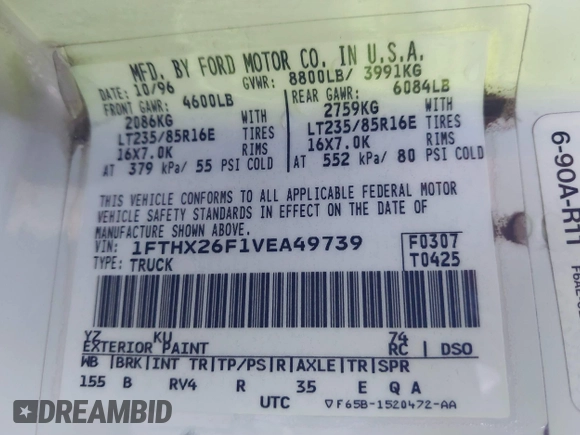 MFD. BY FORD MOTOR CO. IN U.S.A.
DATE: 10/96 GVWR: 8800LB/ 3991KG
FRONT GAWR: 4600LB REAR GAWR: 6084LB
2086KG WITH 2759KG WITH
LT235/85R16E TIRES LT235/85R16E TIRES
16X7.0K RIMS 16X7.0K RIMS
AT 379 kPa/ 55 PSI COLD AT 552 kPa/ 80 PSI COLD
THIS VEHICLE CONFORMS TO ALL APPLICABLE FEDERAL MOTOR
VEHICLE SAFETY STANDARDS IN EFFECT ON THE DATE OF
MANUFACTURE SHOWN ABOVE.
VIN: 1FTHX26F1VEA49739 F0307
TYPE: TRUCK T0425
YZ KU 74
EXTERIOR PAINT RC DSO
WB |BRK|INT TR|TP/PS|R|AXLE|TR|SPR
155 B RV4 R 35 E Q A
UTC ▽F65B-1520472-AA
6-90A-R11
DREAMBID